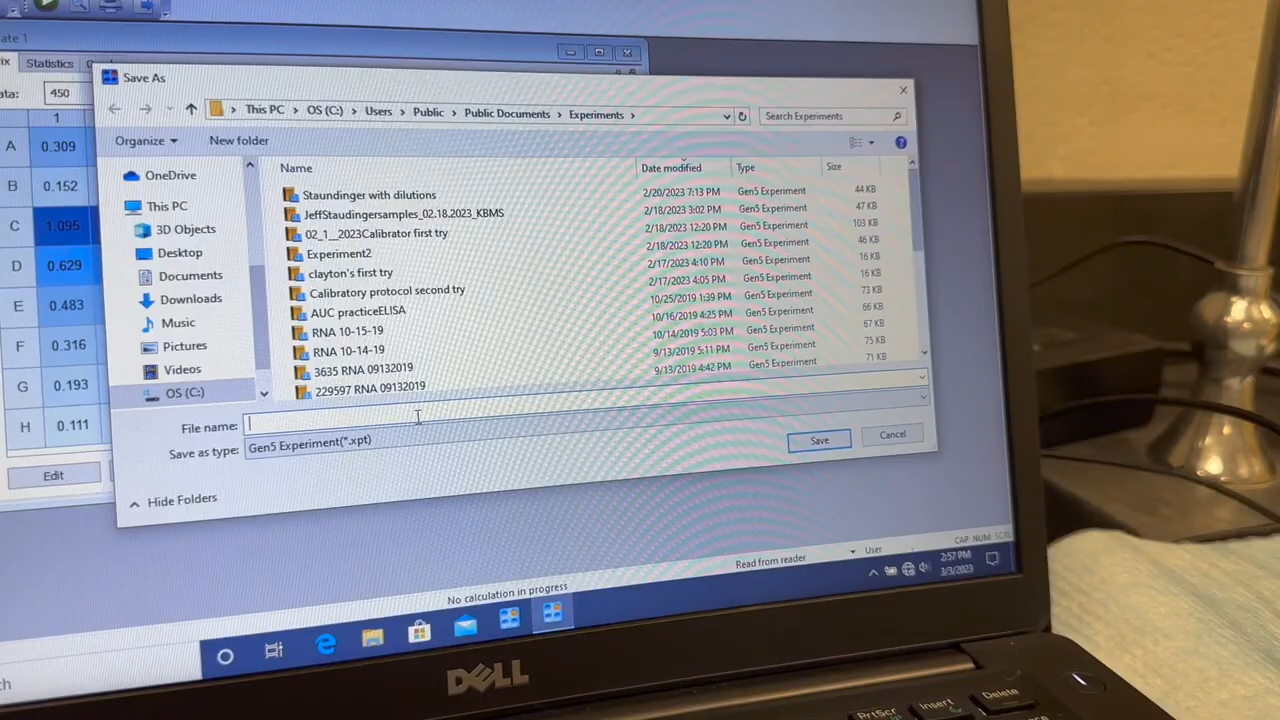 ate 1
ix Statistics
ata: 450
1
A 0.309
B 0.152
C 1.095
D 0.629
E 0.483
F 0.316
G 0.193
H 0.111
Edit
Save As
This PC > OS (C:) > Users > Public > Public Documents > Experiments >
Search Experiments
Organize
New folder
OneDrive
This PC
3D Objects
Desktop
Documents
Downloads
Music
Pictures
Videos
OS (C:)
Name Date modified Type Size
Staundinger with dilutions 2/20/2023 7:13 PM Gen5 Experiment 44 KB
JeffStaudingersamples_02.18.2023_KBMS 2/18/2023 3:02 PM Gen5 Experiment 47 KB
02_1__2023Calibrator first try 2/18/2023 12:20 PM Gen5 Experiment 103 KB
Experiment2 2/18/2023 12:20 PM Gen5 Experiment 46 KB
clayton's first try 2/17/2023 4:10 PM Gen5 Experiment 16 KB
Calibratory protocol second try 2/17/2023 4:05 PM Gen5 Experiment 16 KB
AUC practiceELISA 10/25/2019 1:39 PM Gen5 Experiment 73 KB
RNA 10-15-19 10/16/2019 4:25 PM Gen5 Experiment 66 KB
RNA 10-14-19 10/14/2019 5:03 PM Gen5 Experiment 67 KB
3635 RNA 09132019 9/13/2019 5:11 PM Gen5 Experiment 75 KB
229597 RNA 09132019 9/13/2019 4:42 PM Gen5 Experiment 71 KB
File name:
Save as type: Gen5 Experiment(*.xpt)
Save
Cancel
Hide Folders
No calculation in progress
Read from reader
User
CAP NUM SCRL
2:57 PM
3/3/2023
ch
DELL
PrtScr
Insert
Delete